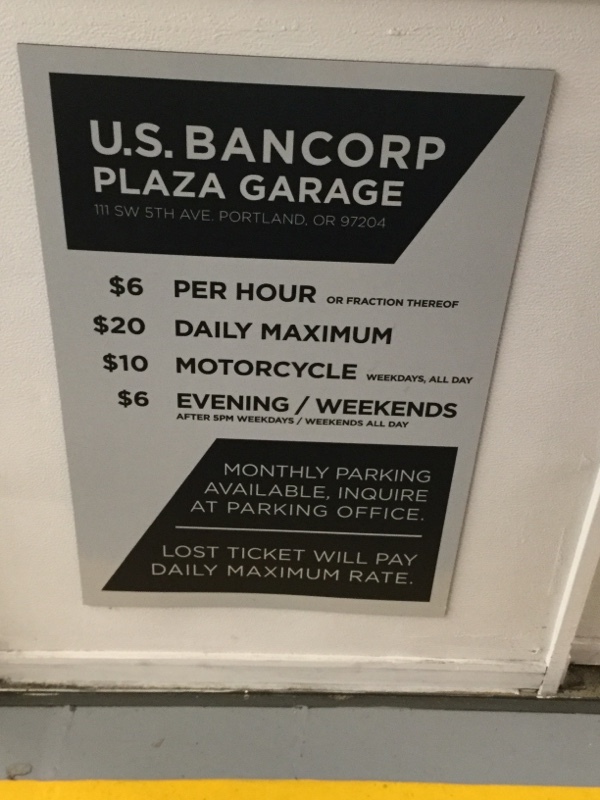 U.S. BANCORP
PLAZA GARAGE
111 SW 5TH AVE. PORTLAND, OR 97204
$6 PER HOUR OR FRACTION THEREOF
$20 DAILY MAXIMUM
$10 MOTORCYCLE WEEKDAYS, ALL DAY
$6 EVENING / WEEKENDS
AFTER 5PM WEEKDAYS / WEEKENDS ALL DAY
MONTHLY PARKING
AVAILABLE, INQUIRE
AT PARKING OFFICE.
LOST TICKET WILL PAY
DAILY MAXIMUM RATE.